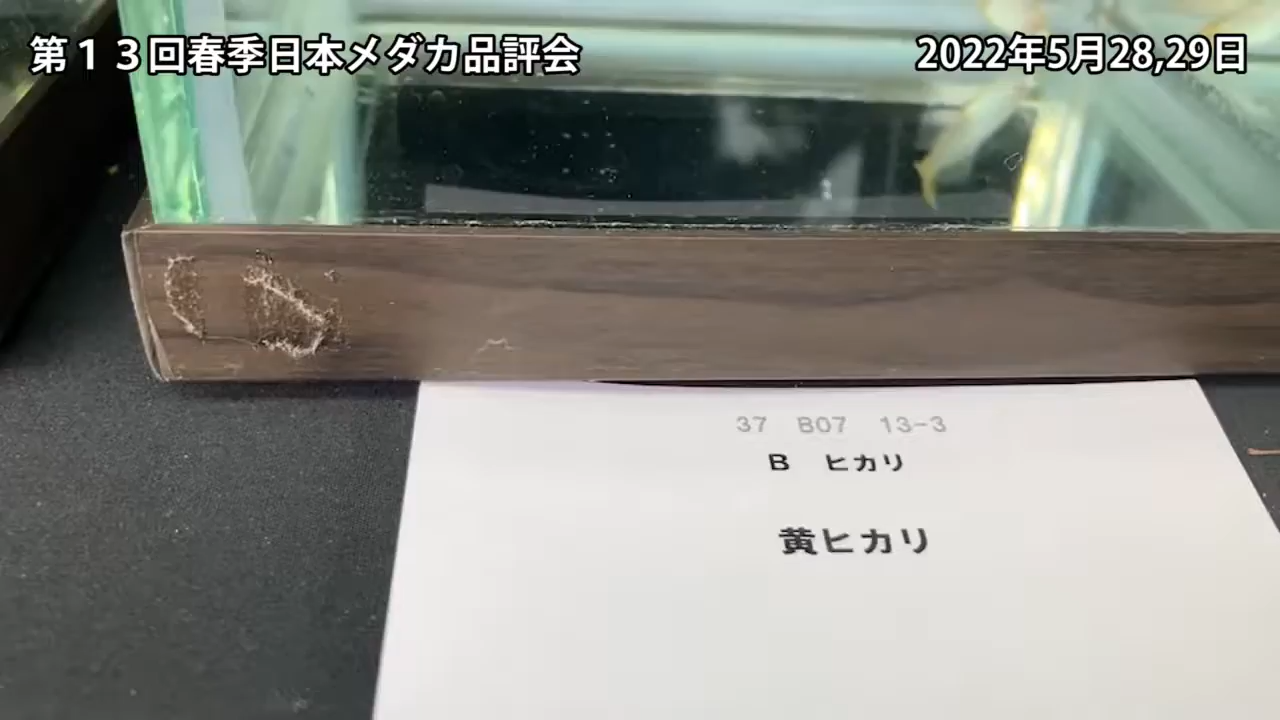 第１３回春季日本メダカ品評会
2022年5月28,29日
37 B07 13-3
B ヒカリ
黄ヒカリ